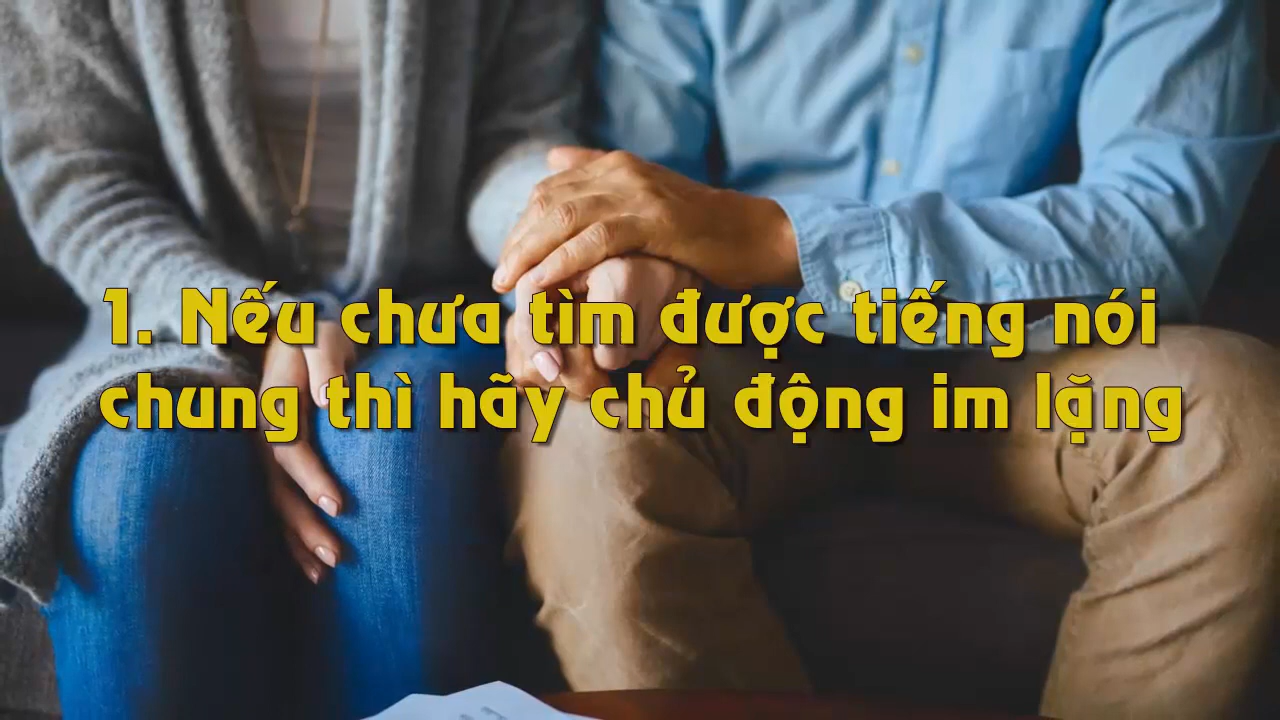 1. Nếu chưa tìm được tiếng nói
chung thì hãy chủ động im lặng